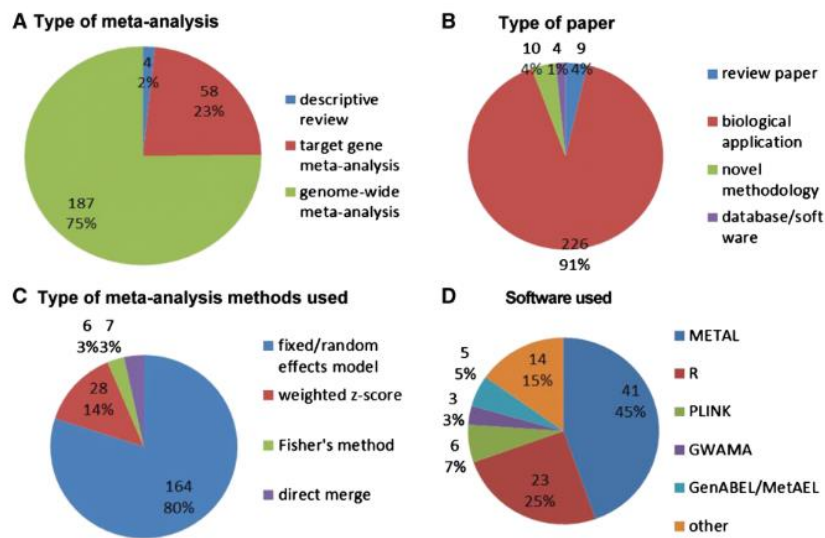 A Type of meta-analysis
4
2%
58
23%
187
75%
descriptive
review
target gene
meta-analysis
genome-wide
meta-analysis
B Type of paper
10 4 9
4% 1% 4%
226
91%
review paper
biological
application
novel
methodology
database/soft
ware
C Type of meta-analysis methods used
6 7
3%3%
28
14%
164
80%
fixed/random
effects model
weighted z-score
Fisher's method
direct merge
D Software used
5
5%
3
3%
6
7%
14
15%
41
45%
23
25%
METAL
R
PLINK
GWAMA
GenABEL/MetAEL
other